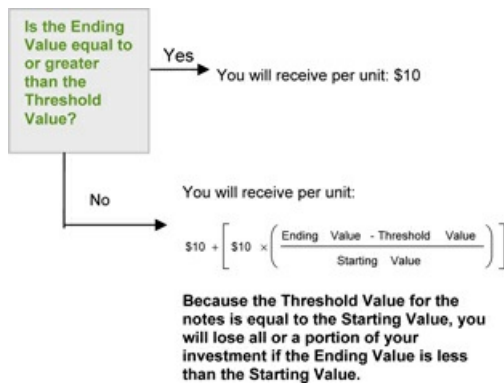 Is the Ending
Value equal to
or greater
than the
Threshold
Value?
Yes
You will receive per unit: $10
No
You will receive per unit:
$10 + [ $10 × ( Ending Value - Threshold Value
Starting Value ) ]
Because the Threshold Value for the
notes is equal to the Starting Value, you
will lose all or a portion of your
investment if the Ending Value is less
than the Starting Value.